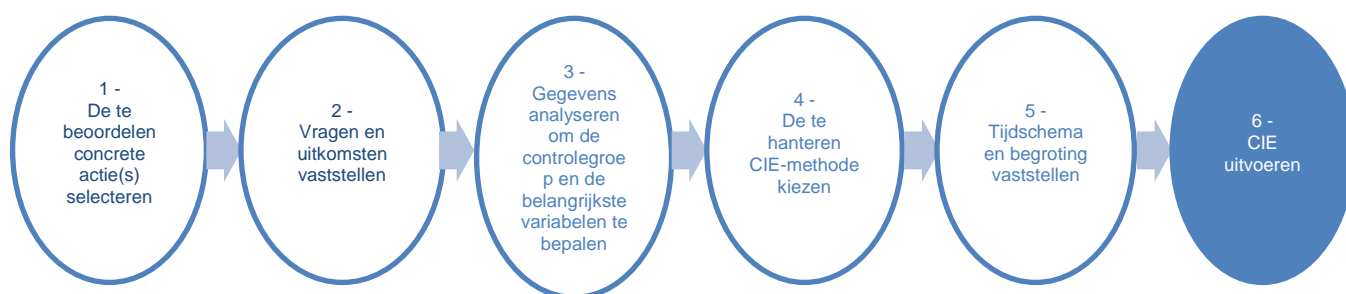 1 -
De te
beoordelen
concrete
actie(s)
selecteren
2 -
Vragen en
uitkomsten
vaststellen
3 -
Gegevens
analyseren
om de
controlegroe
p en de
belangrijkste
variabelen te
bepalen
4 -
De te
hanteren
CIE-methode
kiezen
5 -
Tijdschema
en begroting
vaststellen
6 -
CIE
uitvoeren